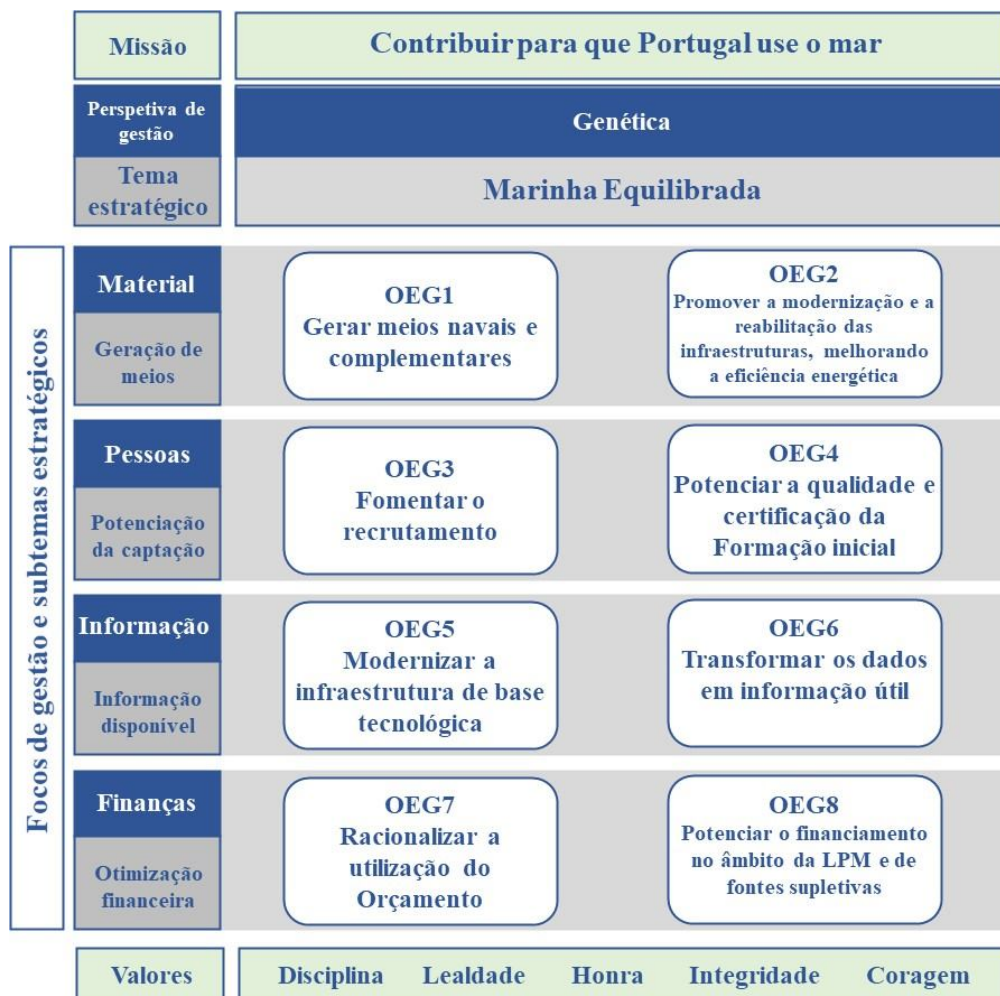 Missão
Contribuir para que Portugal use o mar
Perspetiva de
gestão
Genética
Tema
estratégico
Marinha Equilibrada
Focos de gestão e subtemas estratégicos
Material
Geração de
meios
OEG1
Gerar meios navais e
complementares
OEG2
Promover a modernização e a
reabilitação das
infraestruturas, melhorando
a eficiência energética
Pessoas
Potenciação
da captação
OEG3
Fomentar o
recrutamento
OEG4
Potenciar a qualidade e
certificação da
Formação inicial
Informação
Informação
disponível
OEG5
Modernizar a
infraestrutura de base
tecnológica
OEG6
Transformar os dados
em informação útil
Finanças
Otimização
financeira
OEG7
Racionalizar a
utilização do
Orçamento
OEG8
Potenciar o financiamento
no âmbito da LPM e de
fontes supletivas
Valores
Disciplina Lealdade Honra Integridade Coragem